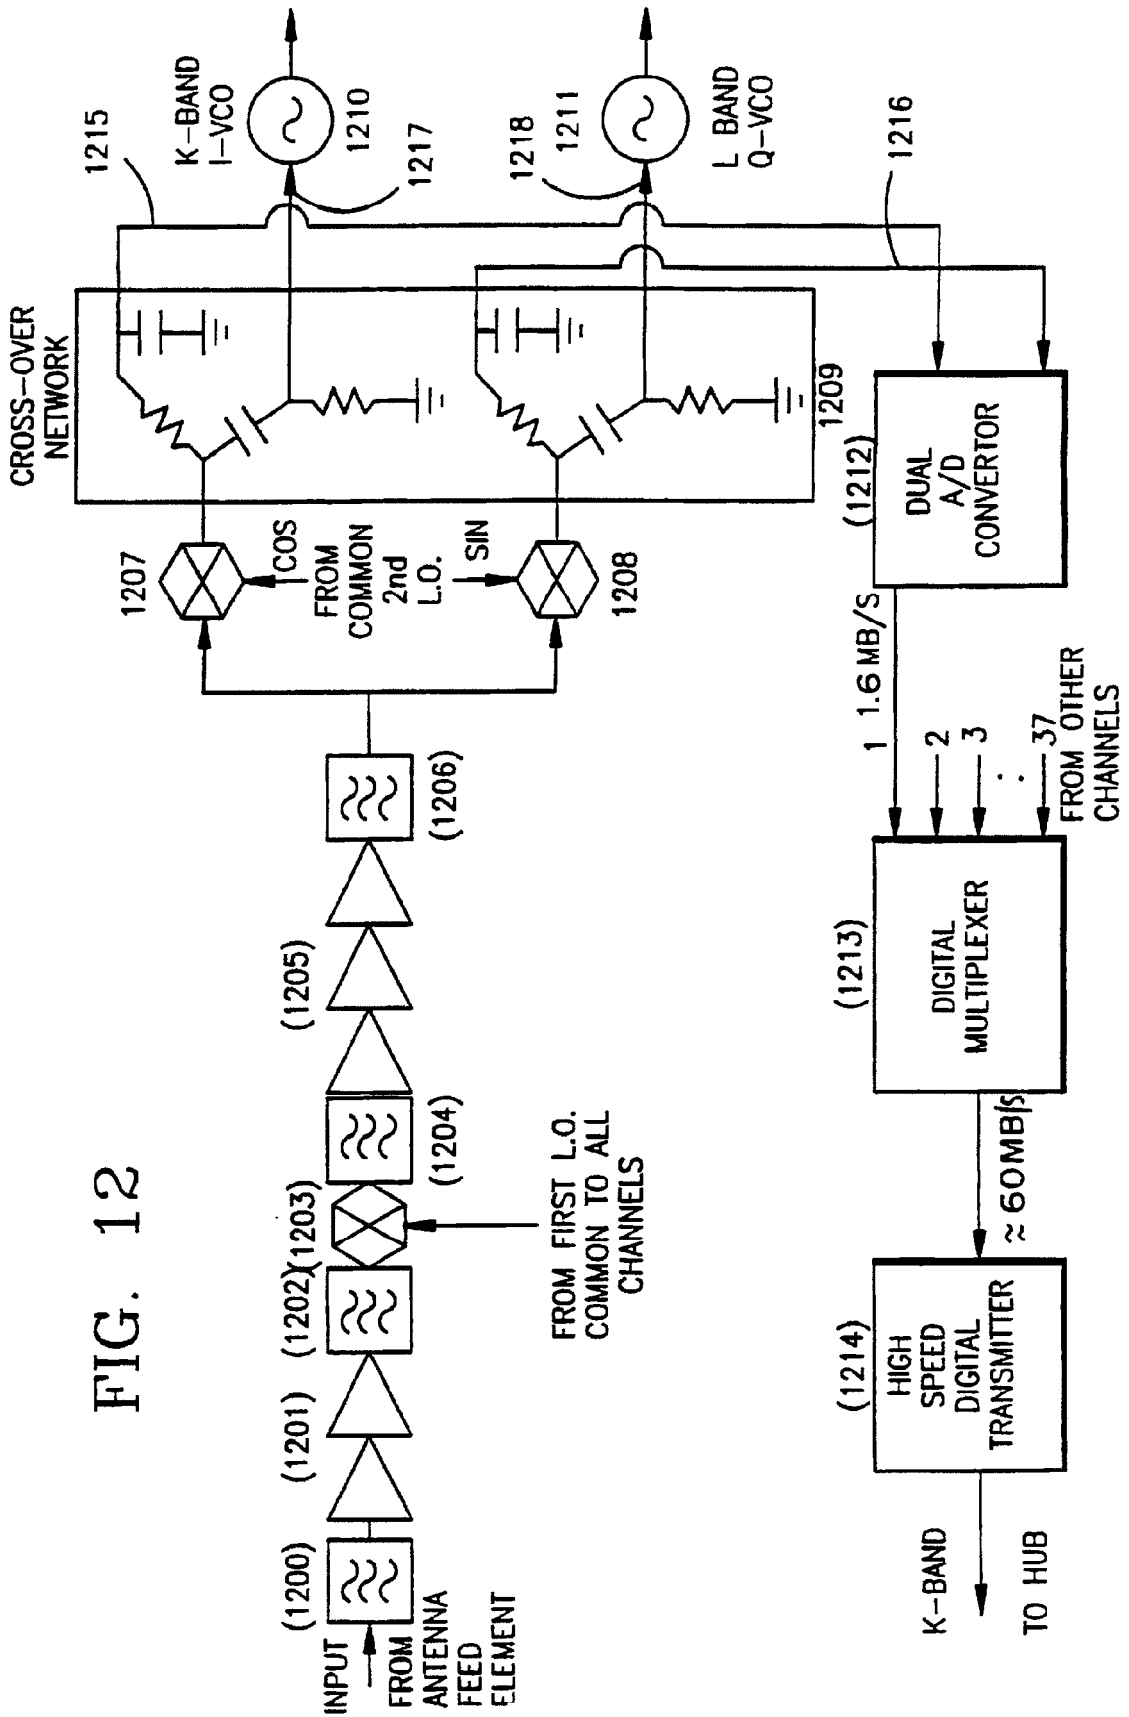 FIG. 12
INPUT
FROM
ANTENNA
FEED
ELEMENT
(1200)
(1201)
(1202)
(1203)
FROM FIRST L.O.
COMMON TO ALL
CHANNELS
(1204)
(1205)
(1206)
1207
COS
FROM
COMMON
2nd
L.O.
SIN
1208
CROSS-OVER
NETWORK
1209
1215
K-BAND
I-VCO
1210
1217
1218
1211
L BAND
Q-VCO
1216
(1212)
DUAL
A/D
CONVERTOR
1 1.6 MB/S
2
3
:
37
FROM OTHER
CHANNELS
(1213)
DIGITAL
MULTIPLEXER
≈ 60MB/S
(1214)
HIGH
SPEED
DIGITAL
TRANSMITTER
K-BAND
TO HUB